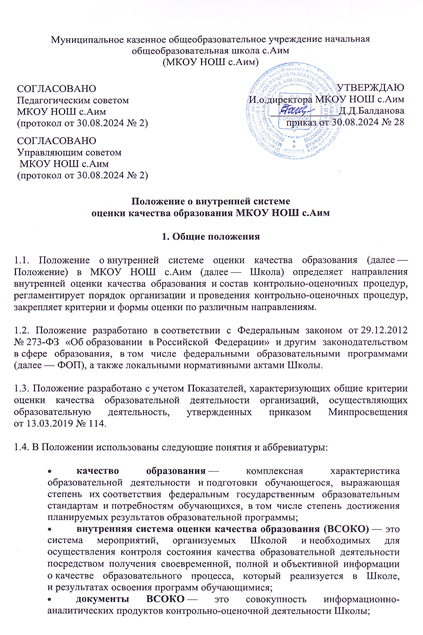 Муниципальное казенное общеобразовательное учреждение начальная
общеобразовательная школа с.Аим
(МКОУ НОШ с.Аим)
СОГЛАСОВАНО
Педагогическим советом
МКОУ НОШ с.Аим
(протокол от 30.08.2024 № 2)
УТВЕРЖДАЮ
И.о.директора МКОУ НОШ с.Аим
Д.Д.Балданова
приказ от 30.08.2024 № 28
СОГЛАСОВАНО
Управляющим советом
МКОУ НОШ с.Аим
(протокол от 30.08.2024 № 2)
Положение о внутренней системе
оценки качества образования МКОУ НОШ с.Аим
1. Общие положения
1.1. Положение о внутренней системе оценки качества образования (далее —
Положение) в МКОУ НОШ с.Аим (далее — Школа) определяет направления
внутренней оценки качества образования и состав контрольно-оценочных процедур,
регламентирует порядок организации и проведения контрольно-оценочных процедур,
закрепляет критерии и формы оценки по различным направлениям.
1.2. Положение разработано в соответствии с Федеральным законом от 29.12.2012
№ 273-ФЗ «Об образовании в Российской Федерации» и другим законодательством
в сфере образования, в том числе федеральными образовательными программами
(далее — ФОП), а также локальными нормативными актами Школы.
1.3. Положение разработано с учетом Показателей, характеризующих общие критерии
оценки качества образовательной деятельности организаций, осуществляющих
образовательную деятельность, утвержденных приказом Минпросвещения
от 13.03.2019 № 114.
1.4. В Положении использованы следующие понятия и аббревиатуры:
• качество образования — комплексная характеристика
образовательной деятельности и подготовки обучающегося, выражающая
степень их соответствия федеральным государственным образовательным
стандартам и потребностям обучающихся, в том числе степень достижения
планируемых результатов образовательной программы;
• внутренняя система оценки качества образования (ВСОКО) — это
система мероприятий, организуемых Школой и необходимых для
осуществления контроля состояния качества образовательной деятельности
посредством получения своевременной, полной и объективной информации
о качестве образовательного процесса, который реализуется в Школе,
и результатах освоения программ обучающимися;
• документы ВСОКО — это совокупность информационно-
аналитических продуктов контрольно-оценочной деятельности Школы;